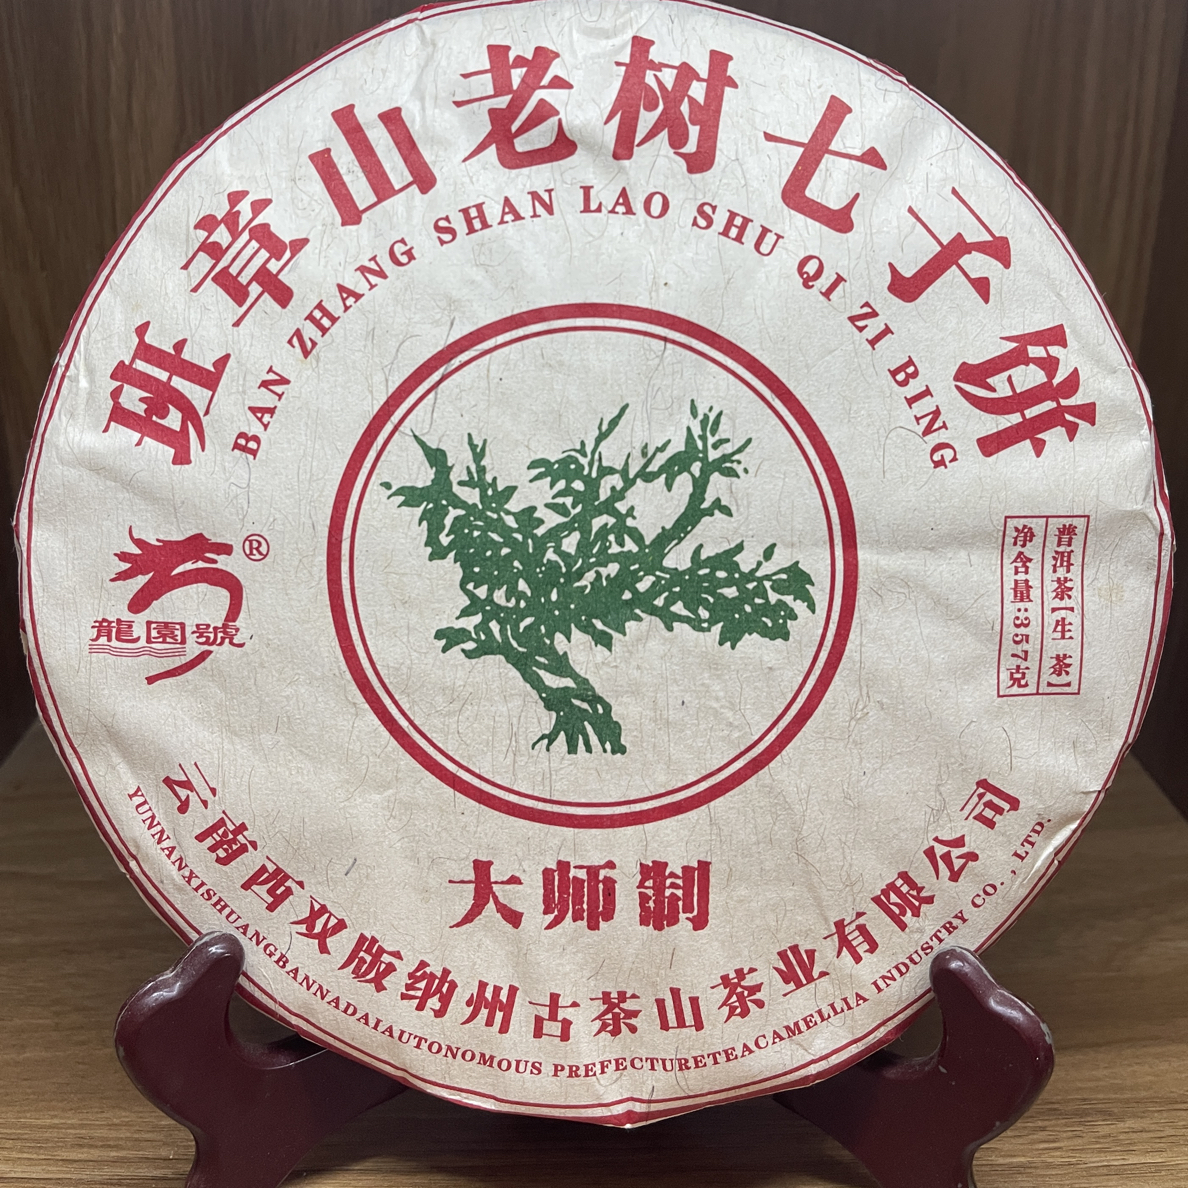 班章山老树七子饼
BAN ZHANG SHAN LAO SHU QI ZI BING
®
龍園號
普洱茶【生茶】
净含量:357克
大师制
云南西双版纳州古茶山茶业有限公司
YUNNANXISHUANGBANNADAIAUTONOMOUS PREFECTURETEACAMELLIA INDUSTRY CO.,LTD.